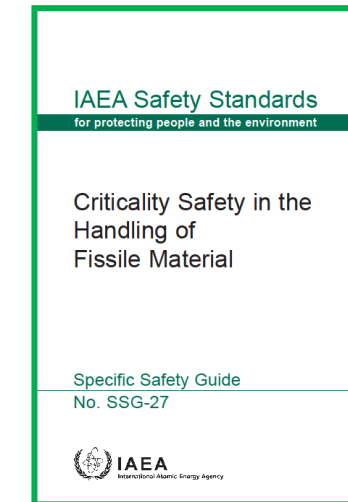 IAEA Safety Standards
for protecting people and the environment
Criticality Safety in the
Handling of
Fissile Material
Specific Safety Guide
No. SSG-27
IAEA
International Atomic Energy Agency